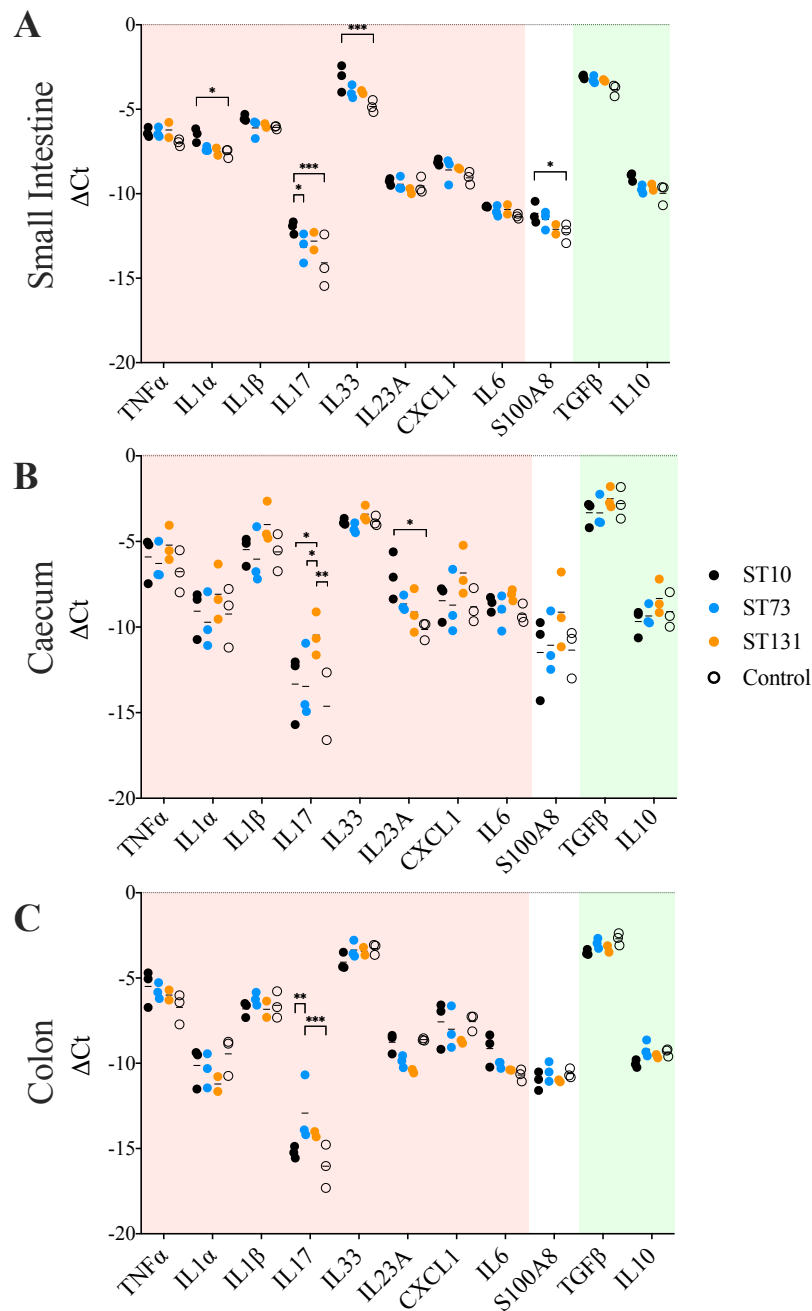 A
Small Intestine
ΔCt
0
-5
-10
-15
-20
*
***
*
***
*
TNFα IL1α IL1β IL17 IL33 IL23A CXCL1 IL6 S100A8 TGFβ IL10
B
Caecum
ΔCt
0
-5
-10
-15
-20
*
*
**
*
TNFα IL1α IL1β IL17 IL33 IL23A CXCL1 IL6 S100A8 TGFβ IL10
ST10
ST73
ST131
Control
C
Colon
ΔCt
0
-5
-10
-15
-20
**
***
TNFα IL1α IL1β IL17 IL33 IL23A CXCL1 IL6 S100A8 TGFβ IL10